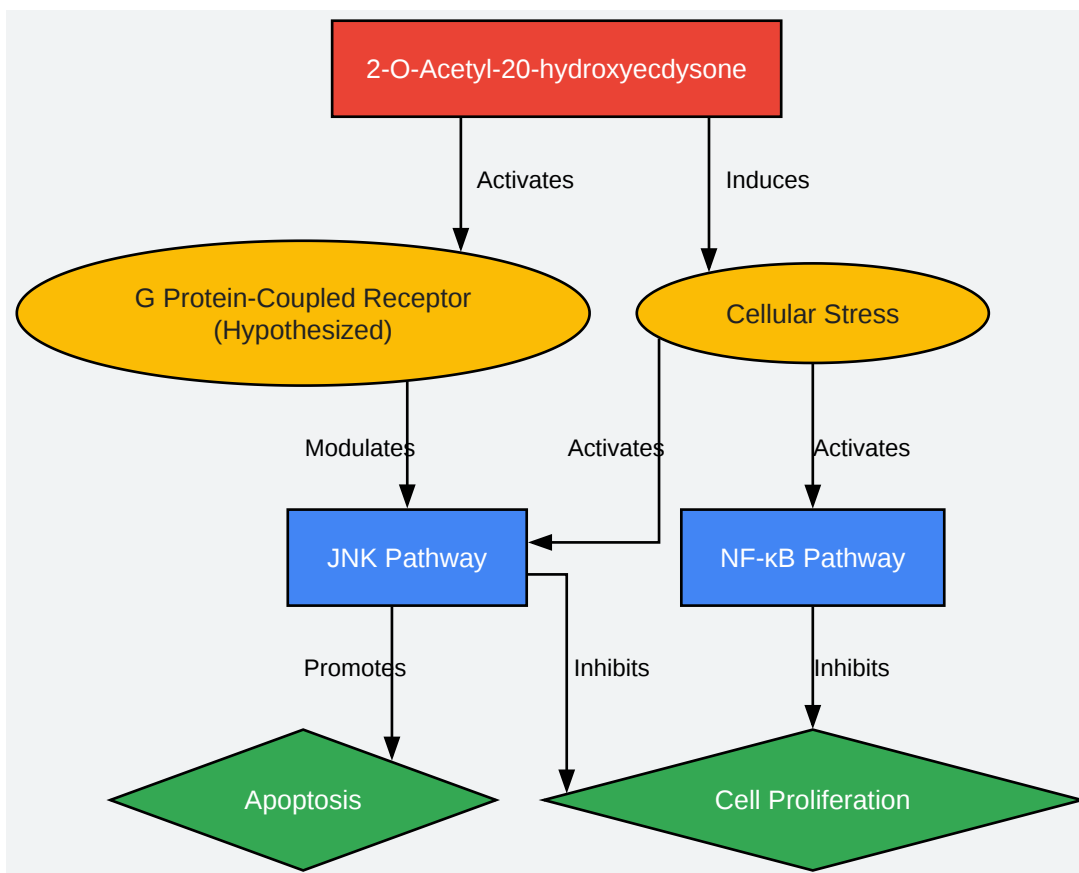 2-O-Acetyl-20-hydroxyecdysone
Activates
Induces
G Protein-Coupled Receptor
(Hypothesized)
Cellular Stress
Modulates
Activates
Activates
JNK Pathway
NF-κB Pathway
Promotes
Inhibits
Inhibits
Apoptosis
Cell Proliferation